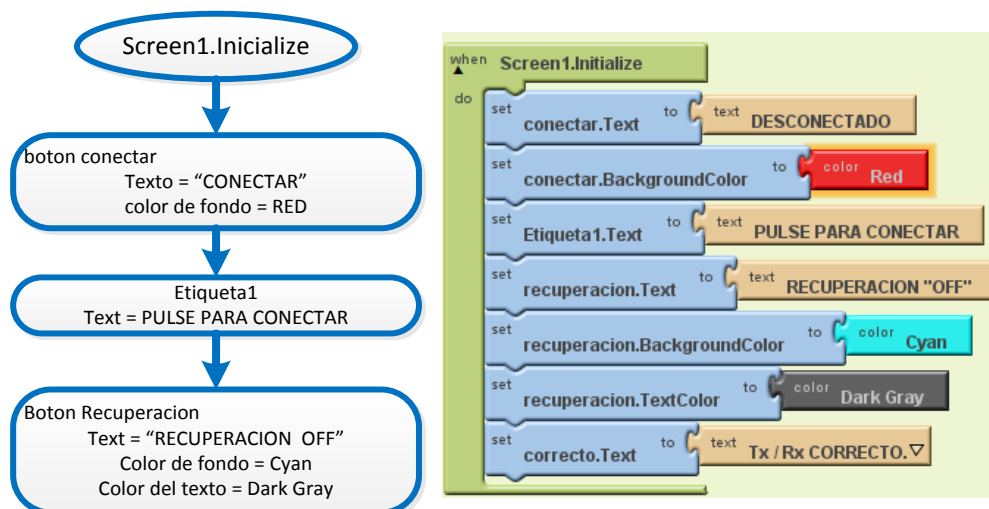 Screen1.Inicialize
boton conectar
Texto = “CONECTAR”
color de fondo = RED
Etiqueta1
Text = PULSE PARA CONECTAR
Boton Recuperacion
Text = “RECUPERACION  OFF”
Color de fondo = Cyan
Color del texto = Dark Gray
when Screen1.Initialize
do
set conectar.Text to text DESCONECTADO
set conectar.BackgroundColor to color Red
set Etiqueta1.Text to text PULSE PARA CONECTAR
set recuperacion.Text to text RECUPERACION "OFF"
set recuperacion.BackgroundColor to color Cyan
set recuperacion.TextColor to color Dark Gray
set correcto.Text to text Tx / Rx CORRECTO.